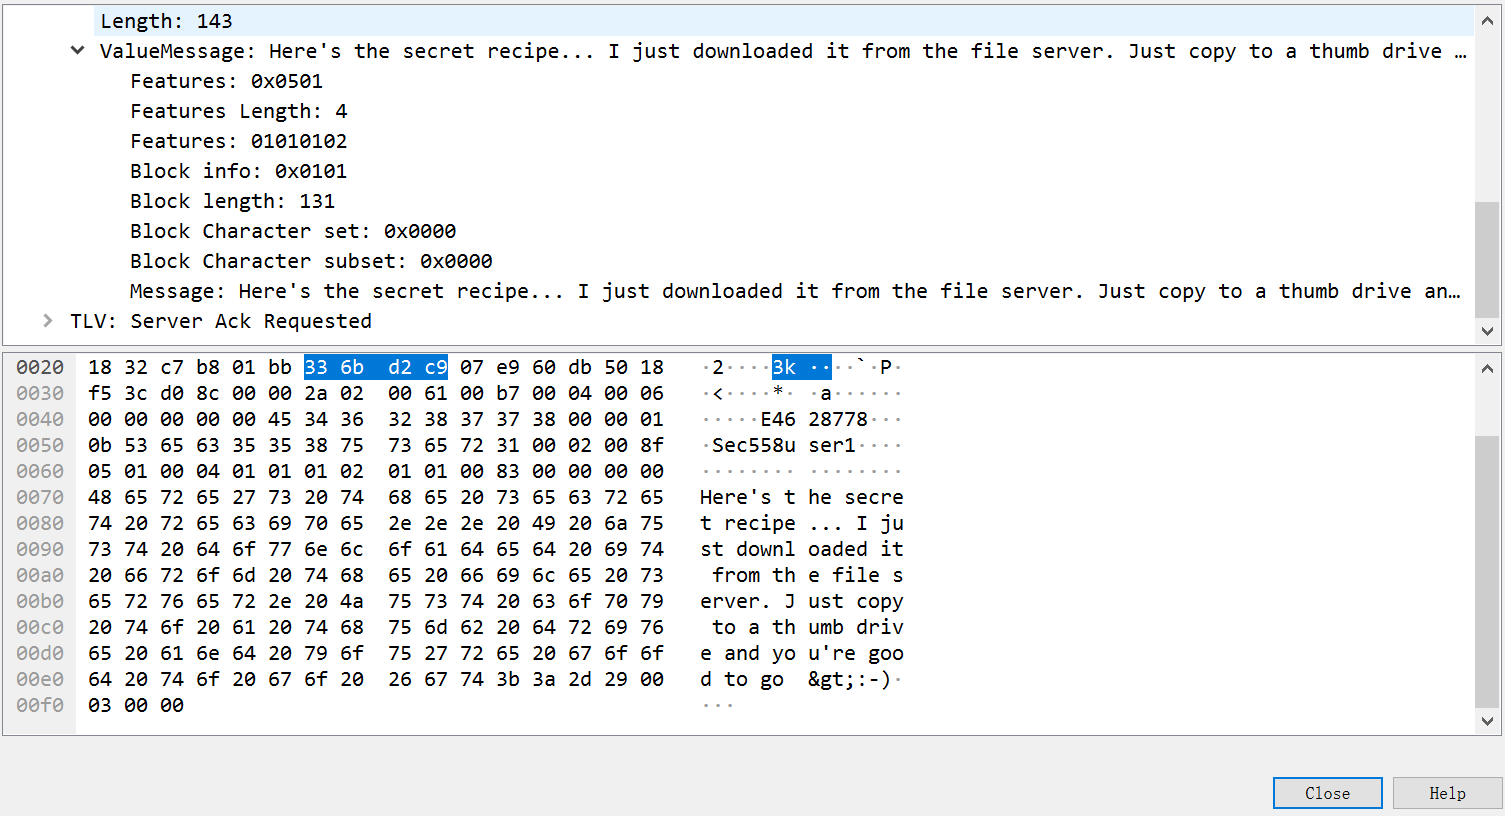 Length: 143
ValueMessage: Here's the secret recipe... I just downloaded it from the file server. Just copy to a thumb drive …
Features: 0x0501
Features Length: 4
Features: 01010102
Block info: 0x0101
Block length: 131
Block Character set: 0x0000
Block Character subset: 0x0000
Message: Here's the secret recipe... I just downloaded it from the file server. Just copy to a thumb drive an…
TLV: Server Ack Requested
0020 18 32 c7 b8 01 bb 33 6b d2 c9 07 e9 60 db 50 18 ·2····3k ····`·P·
0030 f5 3c cd 8c 00 00 2a 02 00 61 00 b7 00 04 00 06 ·<····*· ·a······
0040 00 00 00 00 00 45 34 36 32 38 37 37 38 00 00 01 ·····E46 28778···
0050 0b 53 65 63 35 35 38 75 73 65 72 31 00 02 00 8f ·Sec558u ser1····
0060 05 01 00 04 01 01 01 02 01 01 00 83 00 00 00 00 ········ ········
0070 48 65 72 65 27 73 20 74 68 65 20 73 65 63 72 65 Here's t he secre
0080 74 20 72 65 63 69 70 65 2e 2e 2e 20 49 20 6a 75 t recipe ... I ju
0090 73 74 20 64 6f 77 6e 6c 6f 61 64 65 64 20 69 74 st downl oaded it
00a0 20 66 72 6f 6d 20 74 68 65 20 66 69 6c 65 20 73 from th e file s
00b0 65 72 76 65 72 2e 20 4a 75 73 74 20 63 6f 70 79 erver. J ust copy
00c0 20 74 6f 20 61 20 74 68 75 6d 62 20 64 72 69 76 to a th umb driv
00d0 65 20 61 6e 64 20 79 6f 75 27 72 65 20 67 6f 6f e and yo u're goo
00e0 64 20 74 6f 20 67 6f 20 26 67 74 3b 3a 2d 29 00 d to go &gt;:-)·
00f0 03 00 00 ···
Close Help